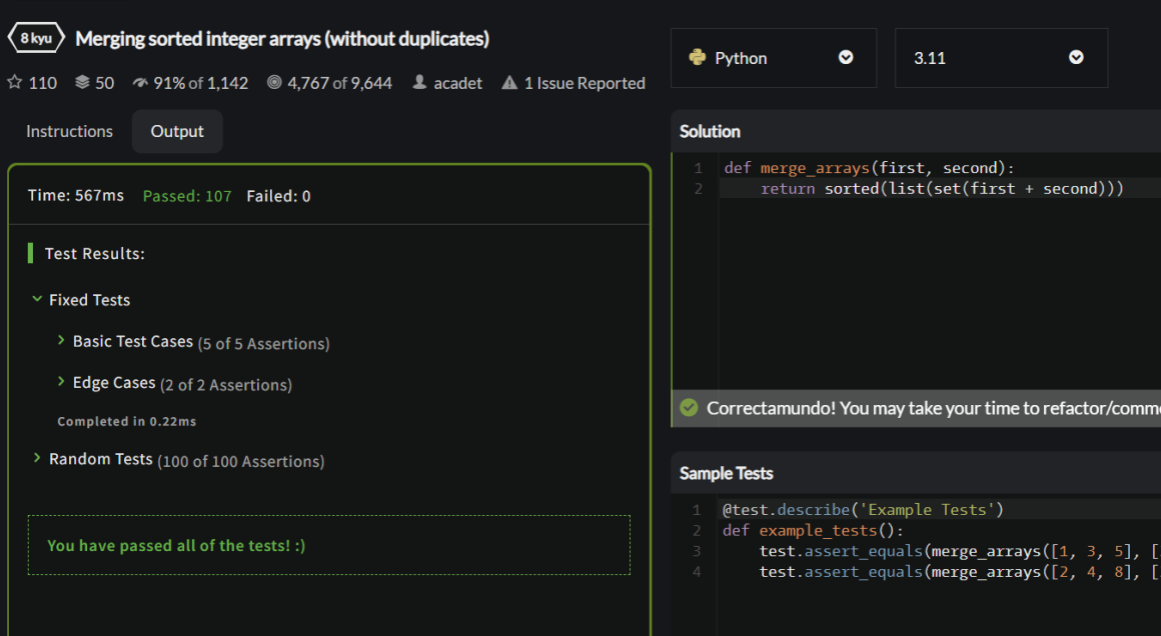 8 kyu Merging sorted integer arrays (without duplicates)
110 50 91% of 1,142 4,767 of 9,644 acadet 1 Issue Reported
Instructions Output
Time: 567ms Passed: 107 Failed: 0
Test Results:
Fixed Tests
Basic Test Cases (5 of 5 Assertions)
Edge Cases (2 of 2 Assertions)
Completed in 0.22ms
Random Tests (100 of 100 Assertions)
You have passed all of the tests! :)
Python 3.11
Solution
1 def merge_arrays(first, second):
2     return sorted(list(set(first + second)))
Correctamundo! You may take your time to refactor/comme
Sample Tests
1 @test.describe('Example Tests')
2 def example_tests():
3     test.assert_equals(merge_arrays([1, 3, 5], [
4     test.assert_equals(merge_arrays([2, 4, 8], [